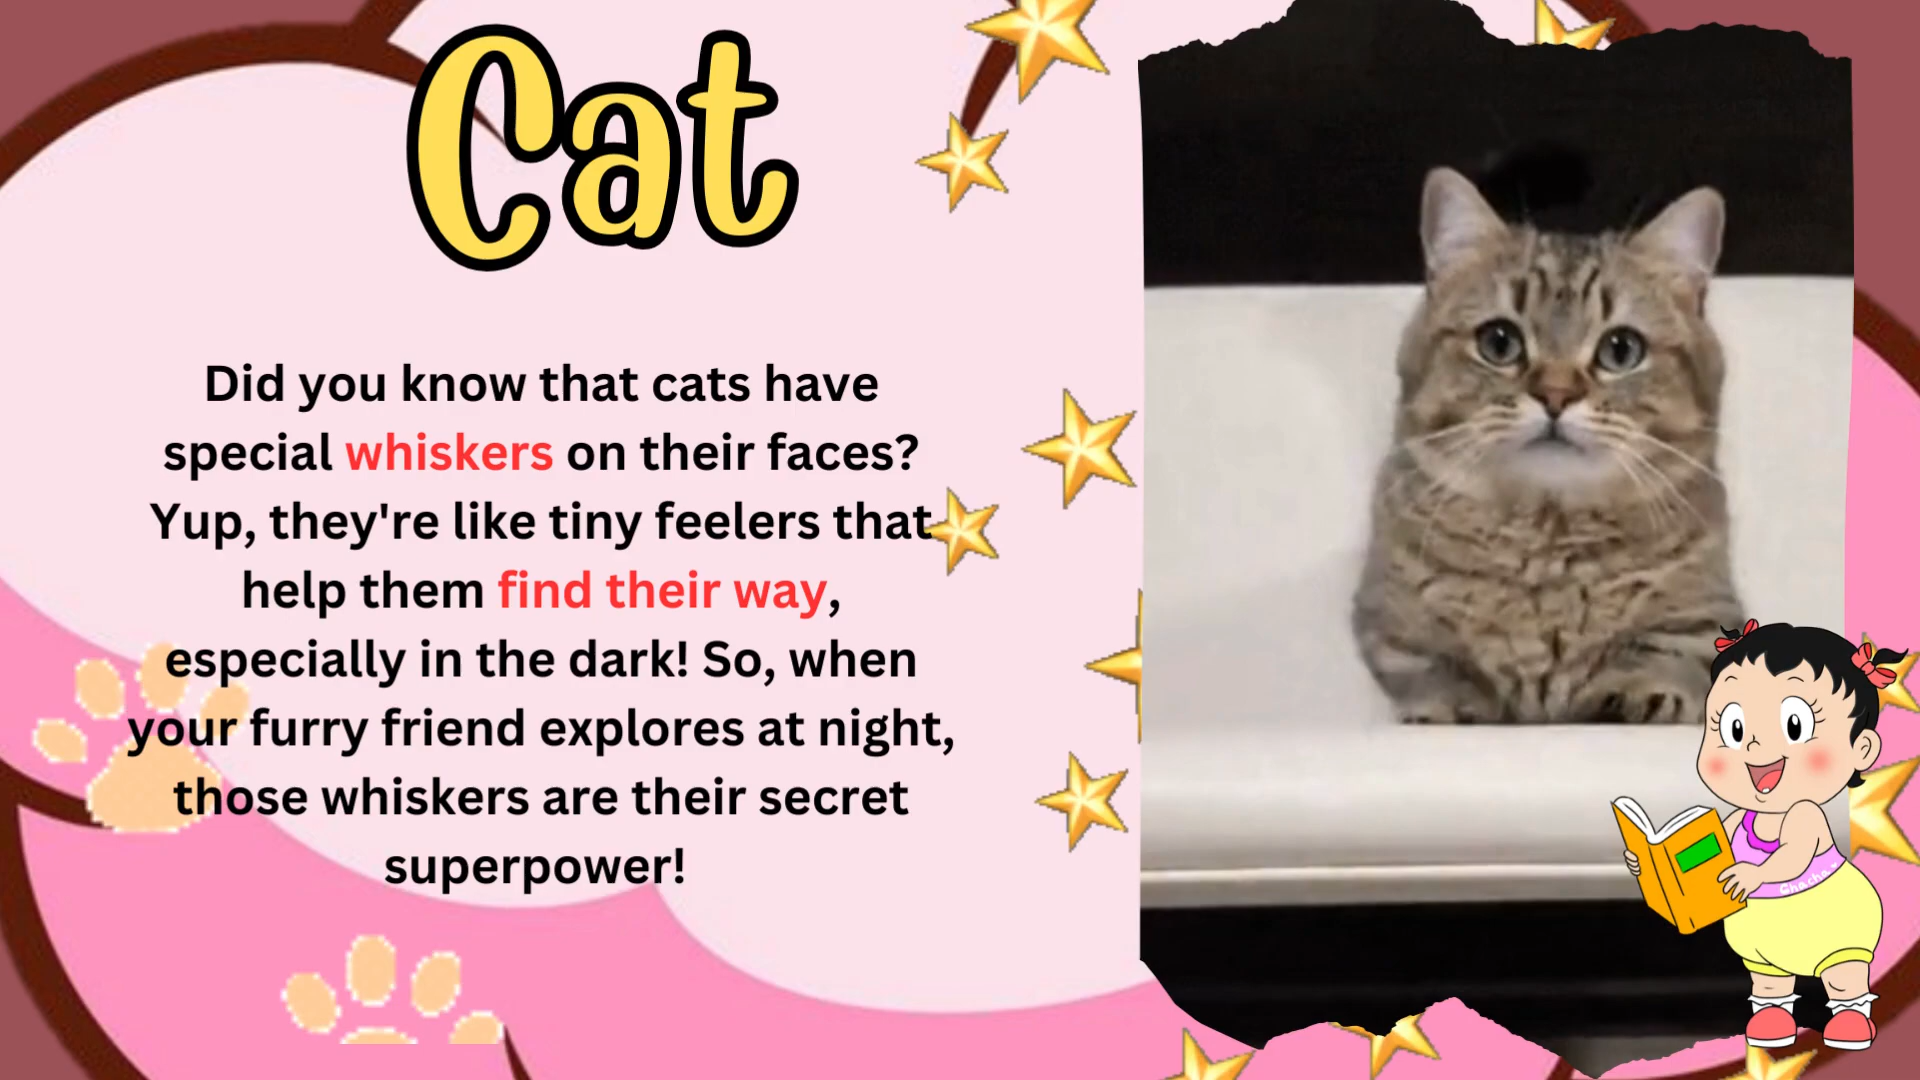 Cat
Did you know that cats have
special whiskers on their faces?
Yup, they're like tiny feelers that
help them find their way,
especially in the dark! So, when
your furry friend explores at night,
those whiskers are their secret
superpower!
Chacha